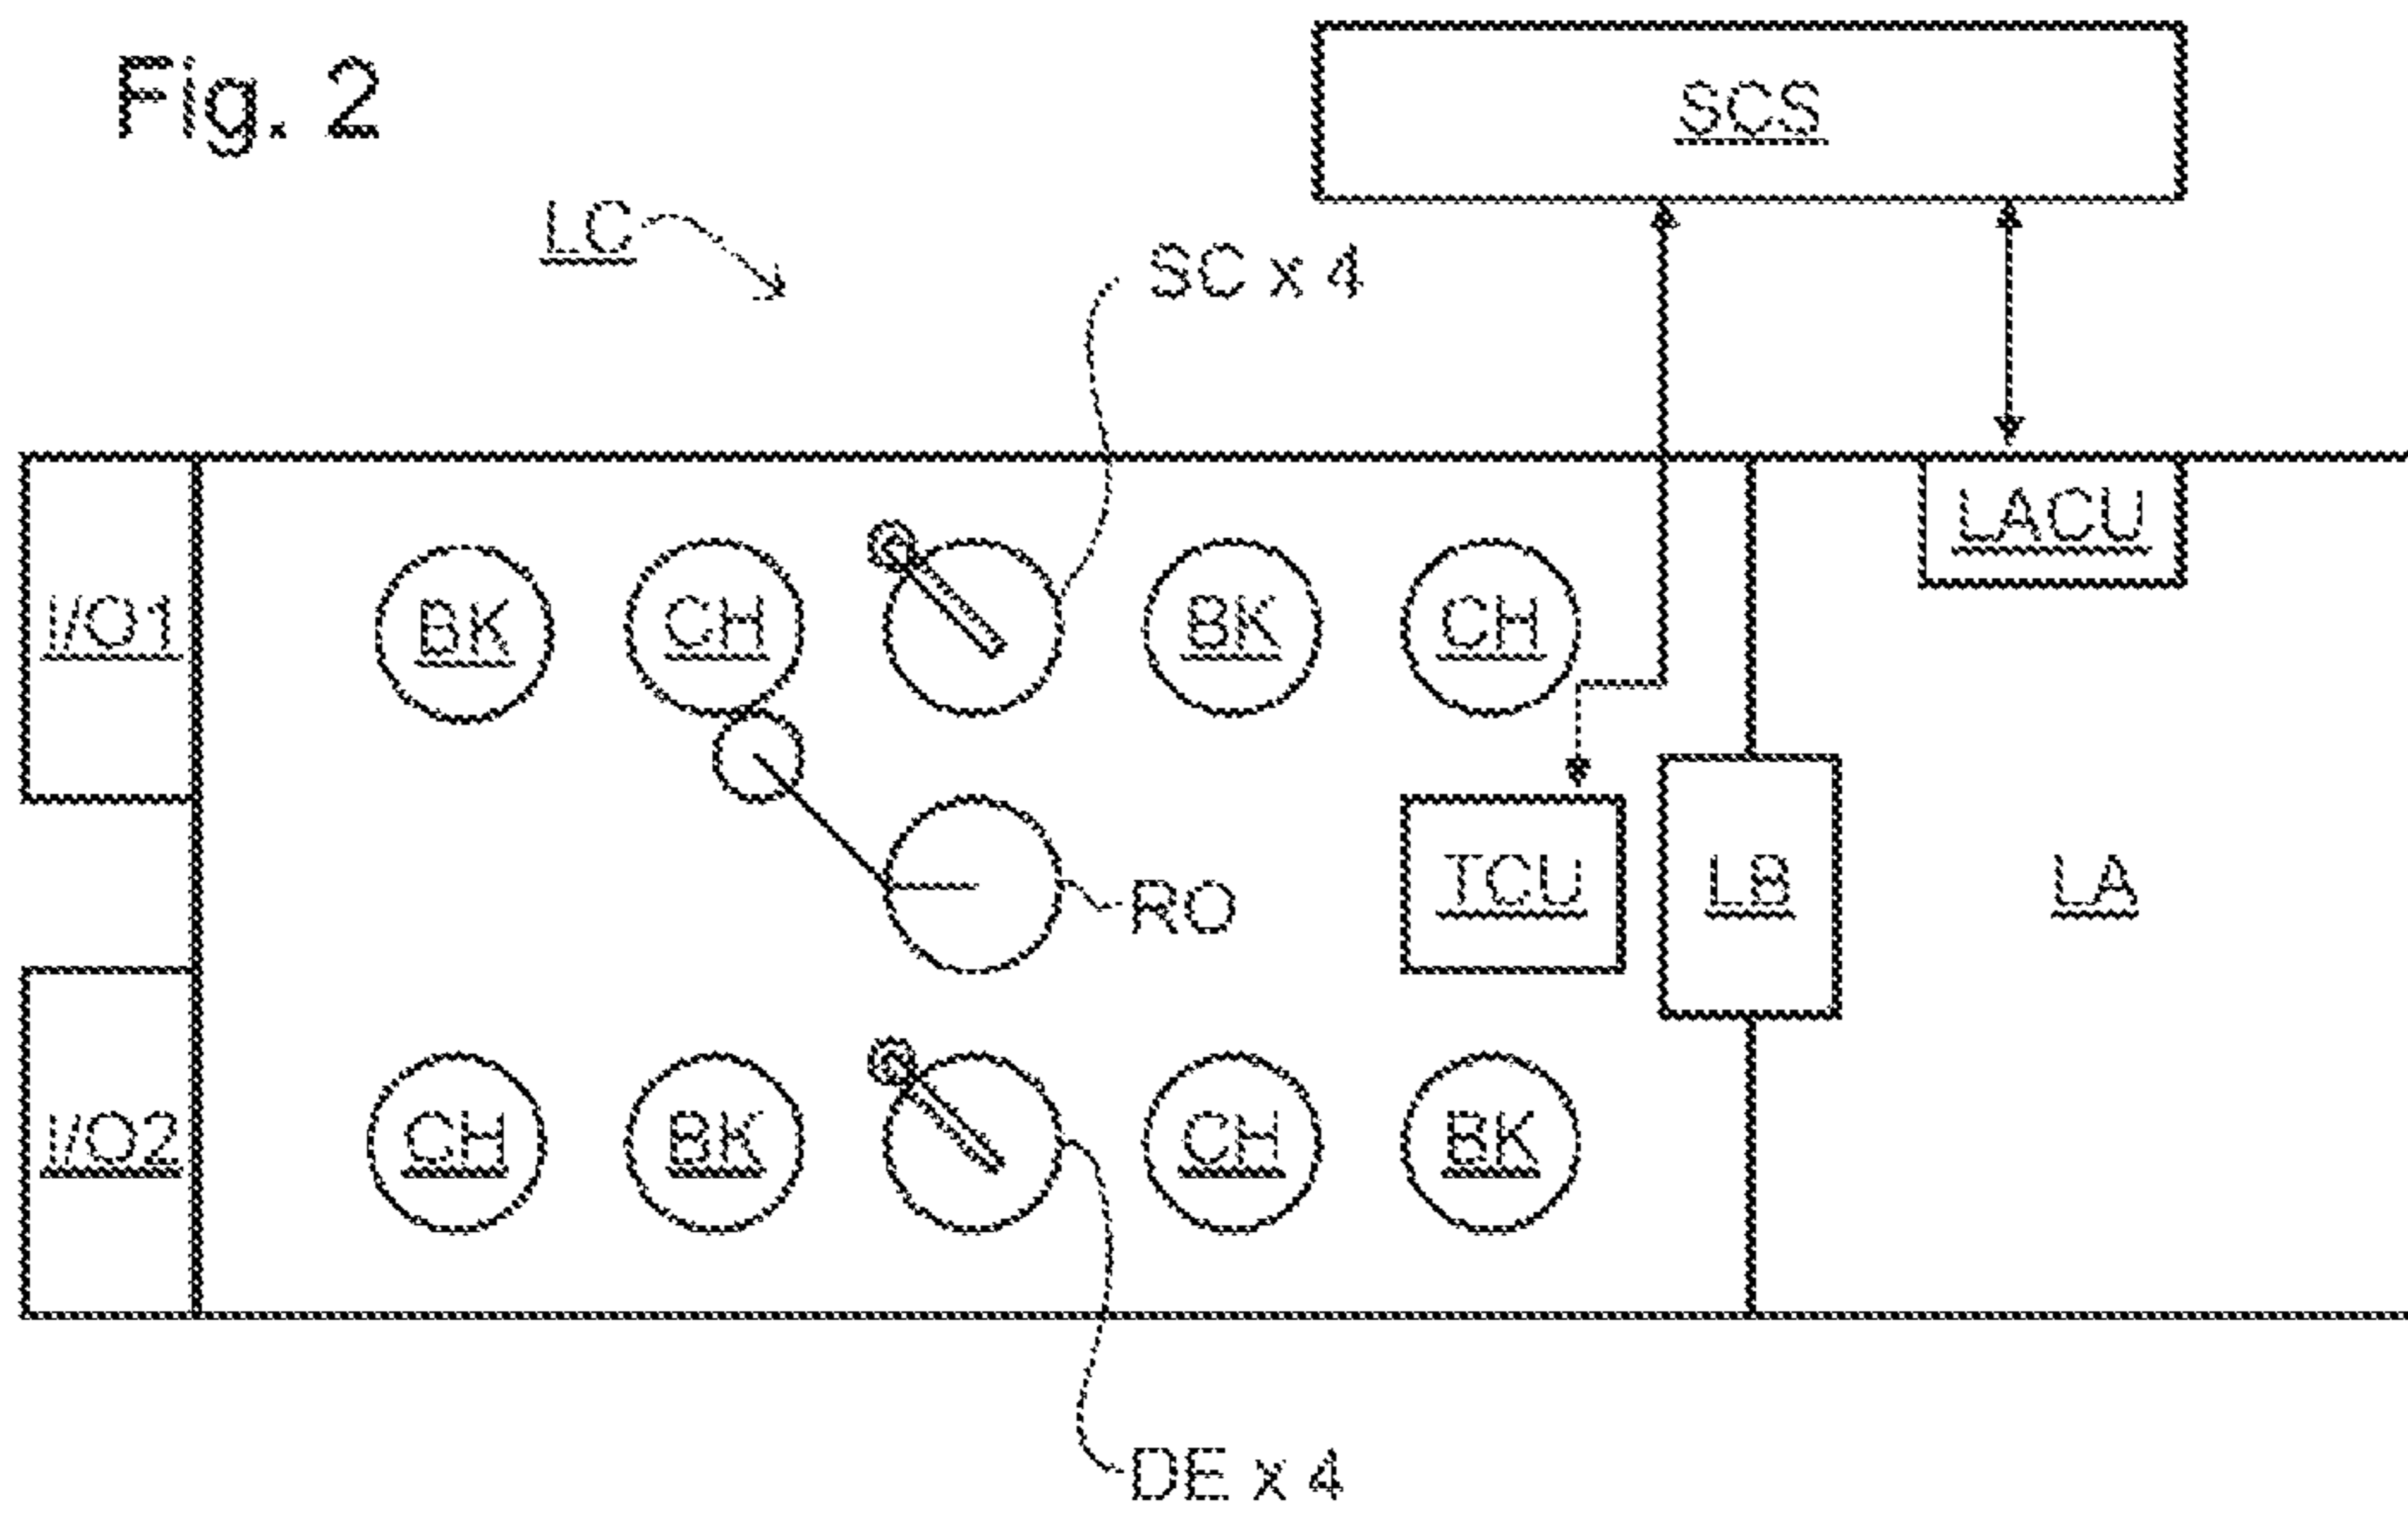 Fig. 2
SCS
LC
SC x 4
LACU
I/O1
BK
CH
BK
CH
TCU
LB
LA
RO
I/O2
CH
BK
CH
BK
DE x 4